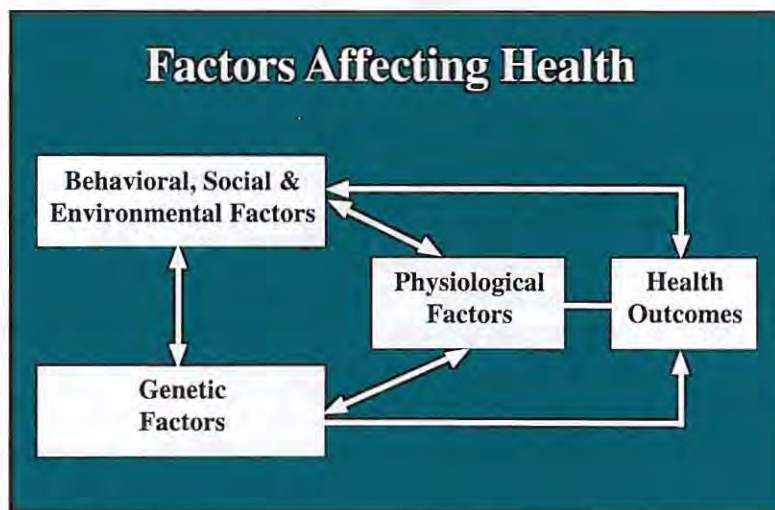 Factors Affecting Health
Behavioral, Social &
Environmental Factors
Physiological
Factors
Health
Outcomes
Genetic
Factors